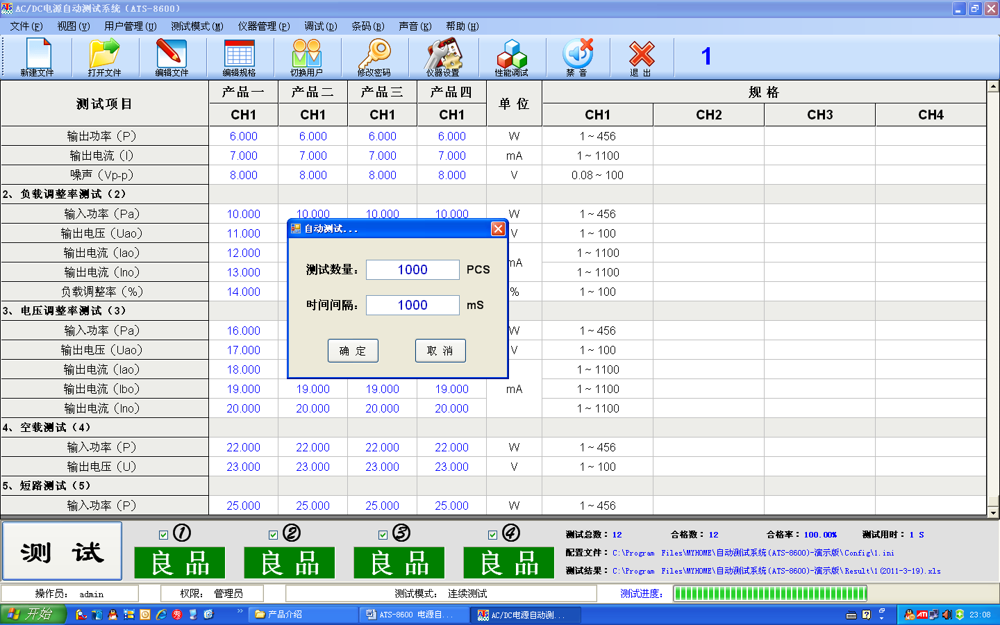 AC/DC电源自动测试系统（ATS-8600）
文件(F) 视图(V) 用户管理(U) 测试模式(M) 仪器管理(P) 调试(D) 条码(B) 声音(K) 帮助(H)
新建文件 打开文件 编辑文件 编辑规格 切换用户 修改密码 仪器设置 性能调试 禁 音 退 出 1
测试项目 产品一 产品二 产品三 产品四 单 位 规 格
CH1 CH1 CH1 CH1 CH1 CH2 CH3 CH4
输出功率（P） 6.000 6.000 6.000 6.000 W 1 ~ 456
输出电流（I） 7.000 7.000 7.000 7.000 mA 1 ~ 1100
噪声（Vp-p） 8.000 8.000 8.000 8.000 V 0.08 ~ 100
2、负载调整率测试（2）
输入功率（Pa） 10.000 10.000 10.000 10.000 W 1 ~ 456
输出电压（Uao） 11.000 V 1 ~ 100
输出电流（Iao） 12.000 mA 1 ~ 1100
输出电流（Ino） 13.000 1 ~ 1100
负载调整率（%） 14.000 % 1 ~ 100
3、电压调整率测试（3）
输入功率（Pa） 16.000 W 1 ~ 456
输出电压（Uao） 17.000 V 1 ~ 100
输出电流（Iao） 18.000 1 ~ 1100
输出电流（Ibo） 19.000 19.000 19.000 19.000 mA 1 ~ 1100
输出电流（Ino） 20.000 20.000 20.000 20.000 1 ~ 1100
4、空载测试（4）
输入功率（P） 22.000 22.000 22.000 22.000 W 1 ~ 456
输出电压（U） 23.000 23.000 23.000 23.000 V 1 ~ 100
5、短路测试（5）
输入功率（P） 25.000 25.000 25.000 25.000 W 1 ~ 456
自动测试...
测试数量： 1000 PCS
时间间隔： 1000 mS
确 定 取 消
测 试 ① ② ③ ④
良 品 良 品 良 品 良 品
测试总数： 12 合格数： 12 合格率： 100.00% 测试用时： 1 S
配置文件： C:\Program Files\MYHOME\自动测试系统(ATS-8600)-演示版\Config\1.ini
测试结果： C:\Program Files\MYHOME\自动测试系统(ATS-8600)-演示版\Result\1(2011-3-19).xls
操作员： admin 权限： 管理员 测试模式： 连续测试 测试进度：
开始 产品介绍 ATS-8600 电源自... AC/DC电源自动测... ATI 23:08